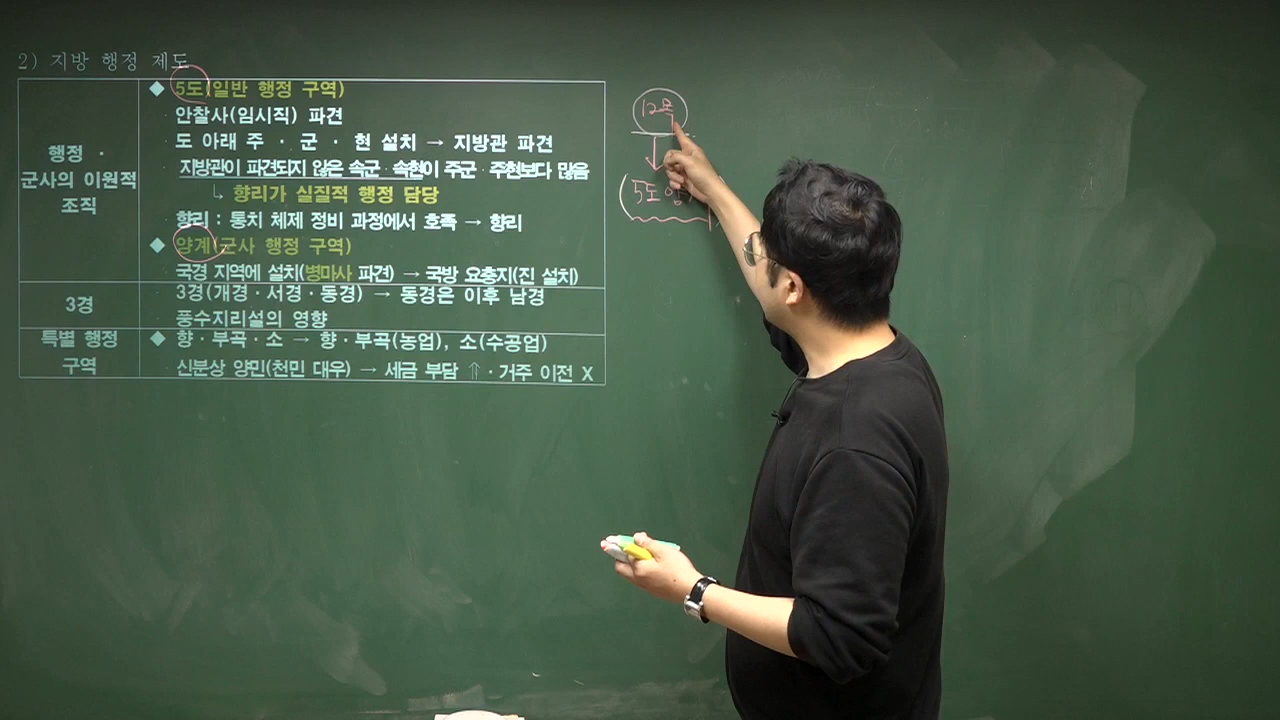 2) 지방 행정 제도
행정 ·
군사의 이원적
조직
◆ 5도(일반 행정 구역)
안찰사(임시직) 파견
도 아래 주 · 군 · 현 설치 → 지방관 파견
지방관이 파견되지 않은 속군 · 속현이 주군 · 주현보다 많음
↳ 향리가 실질적 행정 담당
향리 : 통치 체제 정비 과정에서 호족 → 향리
◆ 양계(군사 행정 구역)
국경 지역에 설치(병마사 파견) → 국방 요충지(진 설치)
3경
3경(개경 · 서경 · 동경) → 동경은 이후 남경
풍수지리설의 영향
특별 행정
구역
◆ 향 · 부곡 · 소 → 향 · 부곡(농업), 소(수공업)
신분상 양민(천민 대우) → 세금 부담 ⇑ · 거주 이전 X
12목
5도양